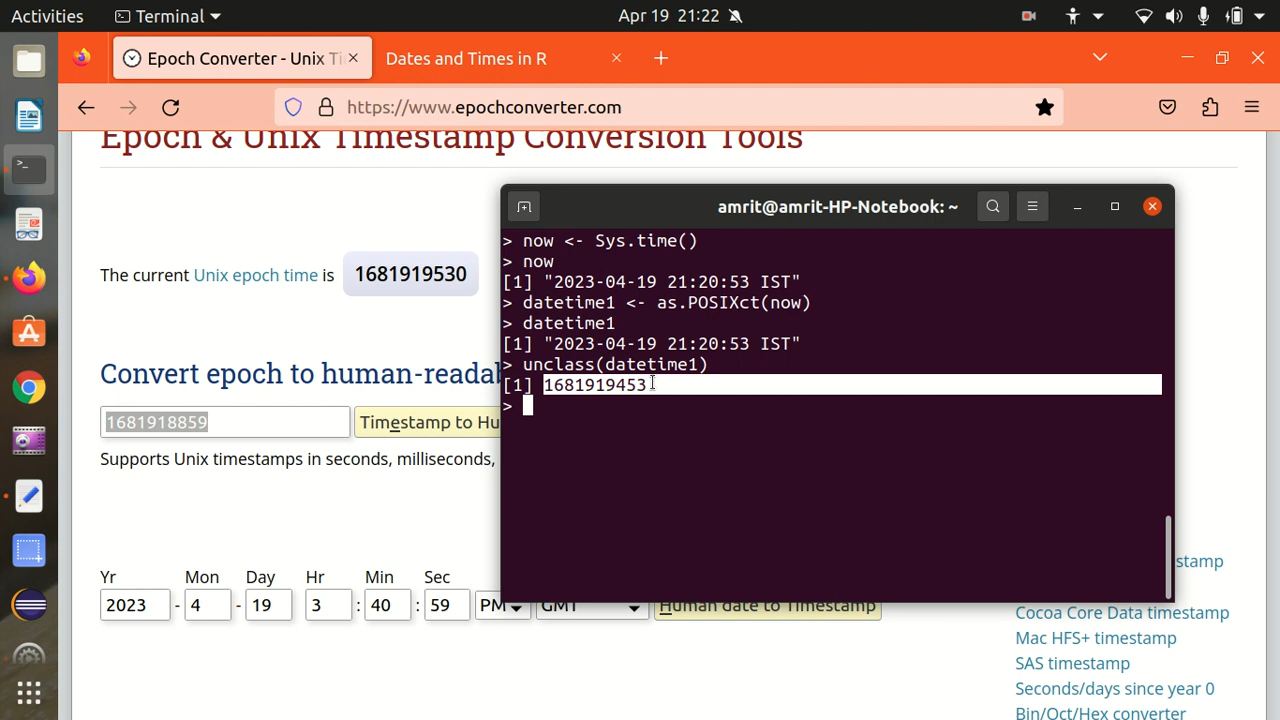 Activities
Terminal
Apr 19 21:22
Epoch Converter - Unix Ti
Dates and Times in R
https://www.epochconverter.com
Epoch & Unix Timestamp Conversion Tools
The current Unix epoch time is 1681919530
Convert epoch to human-readab
1681918859
Timestamp to Hu
Supports Unix timestamps in seconds, milliseconds,
Yr Mon Day Hr Min Sec
2023 - 4 - 19 3 : 40 : 59 PM GMT Human date to Timestamp
amrit@amrit-HP-Notebook: ~
> now <- Sys.time()
> now
[1] "2023-04-19 21:20:53 IST"
> datetime1 <- as.POSIXct(now)
> datetime1
[1] "2023-04-19 21:20:53 IST"
> unclass(datetime1)
[1] 1681919453
>
stamp
Cocoa Core Data timestamp
Mac HFS+ timestamp
SAS timestamp
Seconds/days since year 0
Bin/Oct/Hex converter